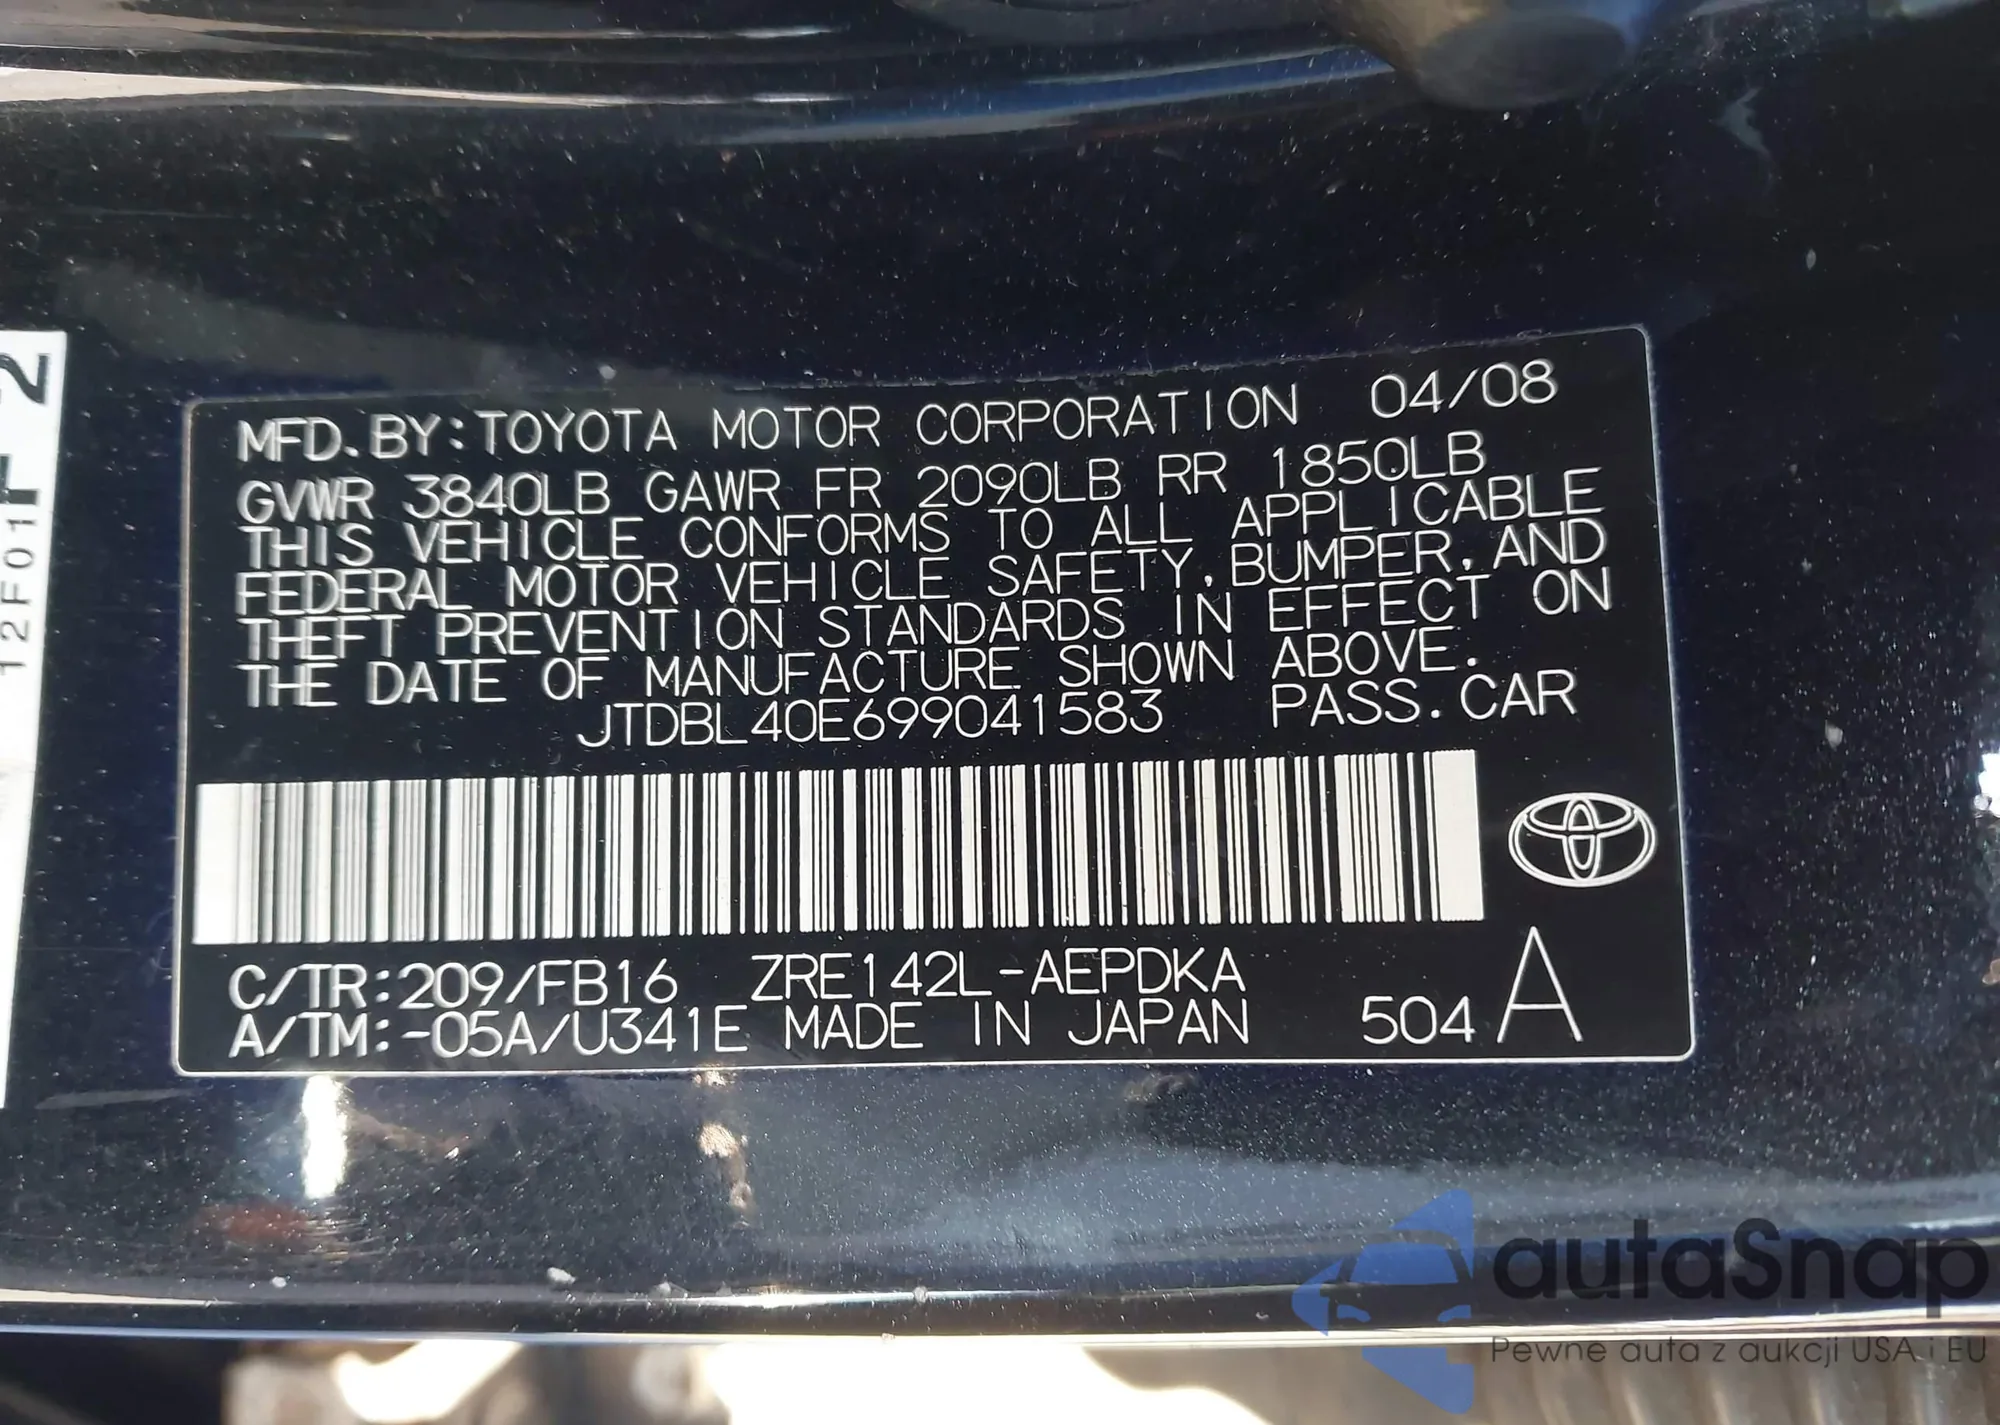 MFD.BY:TOYOTA MOTOR CORPORATION 04/08
GVWR 3840LB GAWR FR 2090LB RR 1850LB
THIS VEHICLE CONFORMS TO ALL APPLICABLE
FEDERAL MOTOR VEHICLE SAFETY, BUMPER, AND
THEFT PREVENTION STANDARDS IN EFFECT ON
THE DATE OF MANUFACTURE SHOWN ABOVE.
JTDBL40E699041583 PASS.CAR
C/TR:209/FB16 ZRE142L-AEPDKA
A/TM:-05A/U341E MADE IN JAPAN 504 A
12F01
2
autaSnap
Pewne auta z aukcji USA i EU